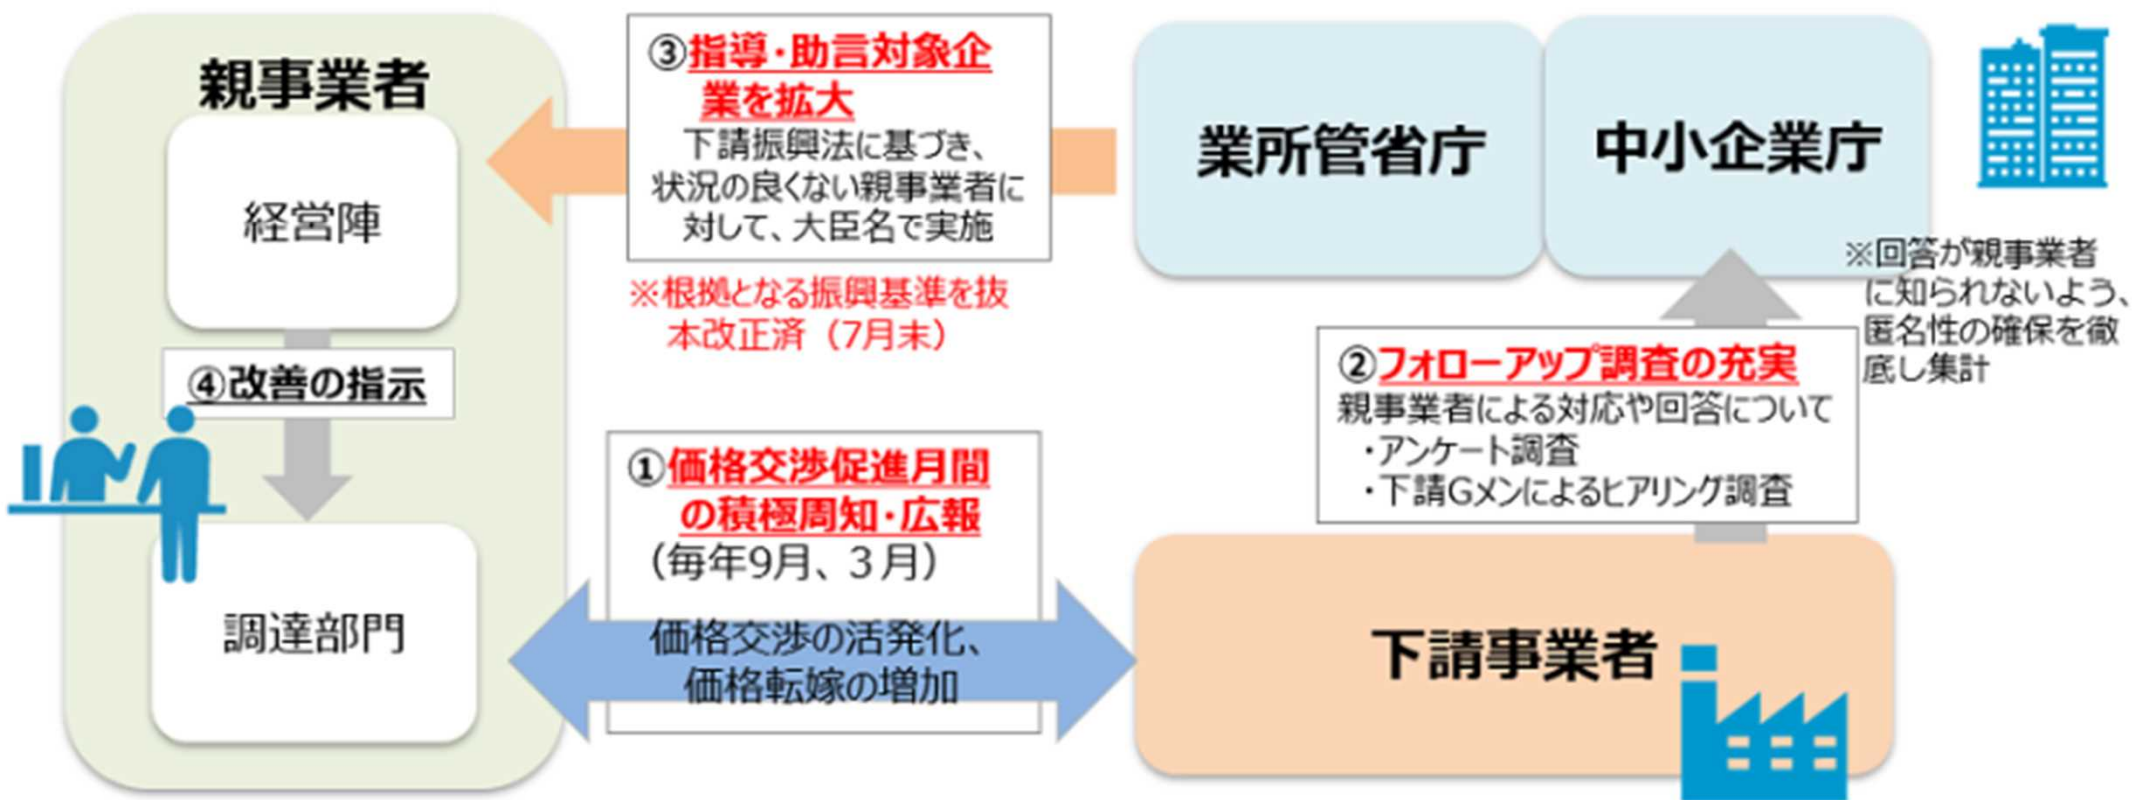 親事業者
経営陣
④改善の指示
調達部門
③指導・助言対象企
業を拡大
下請振興法に基づき、
状況の良くない親事業者に
対して、大臣名で実施
※根拠となる振興基準を抜
本改正済（7月末）
①価格交渉促進月間
の積極周知・広報
（毎年9月、３月）
価格交渉の活発化、
価格転嫁の増加
業所管省庁
中小企業庁
※回答が親事業者
に知られないよう、
匿名性の確保を徹
底し集計
②フォローアップ調査の充実
親事業者による対応や回答について
・アンケート調査
・下請Gメンによるヒアリング調査
下請事業者